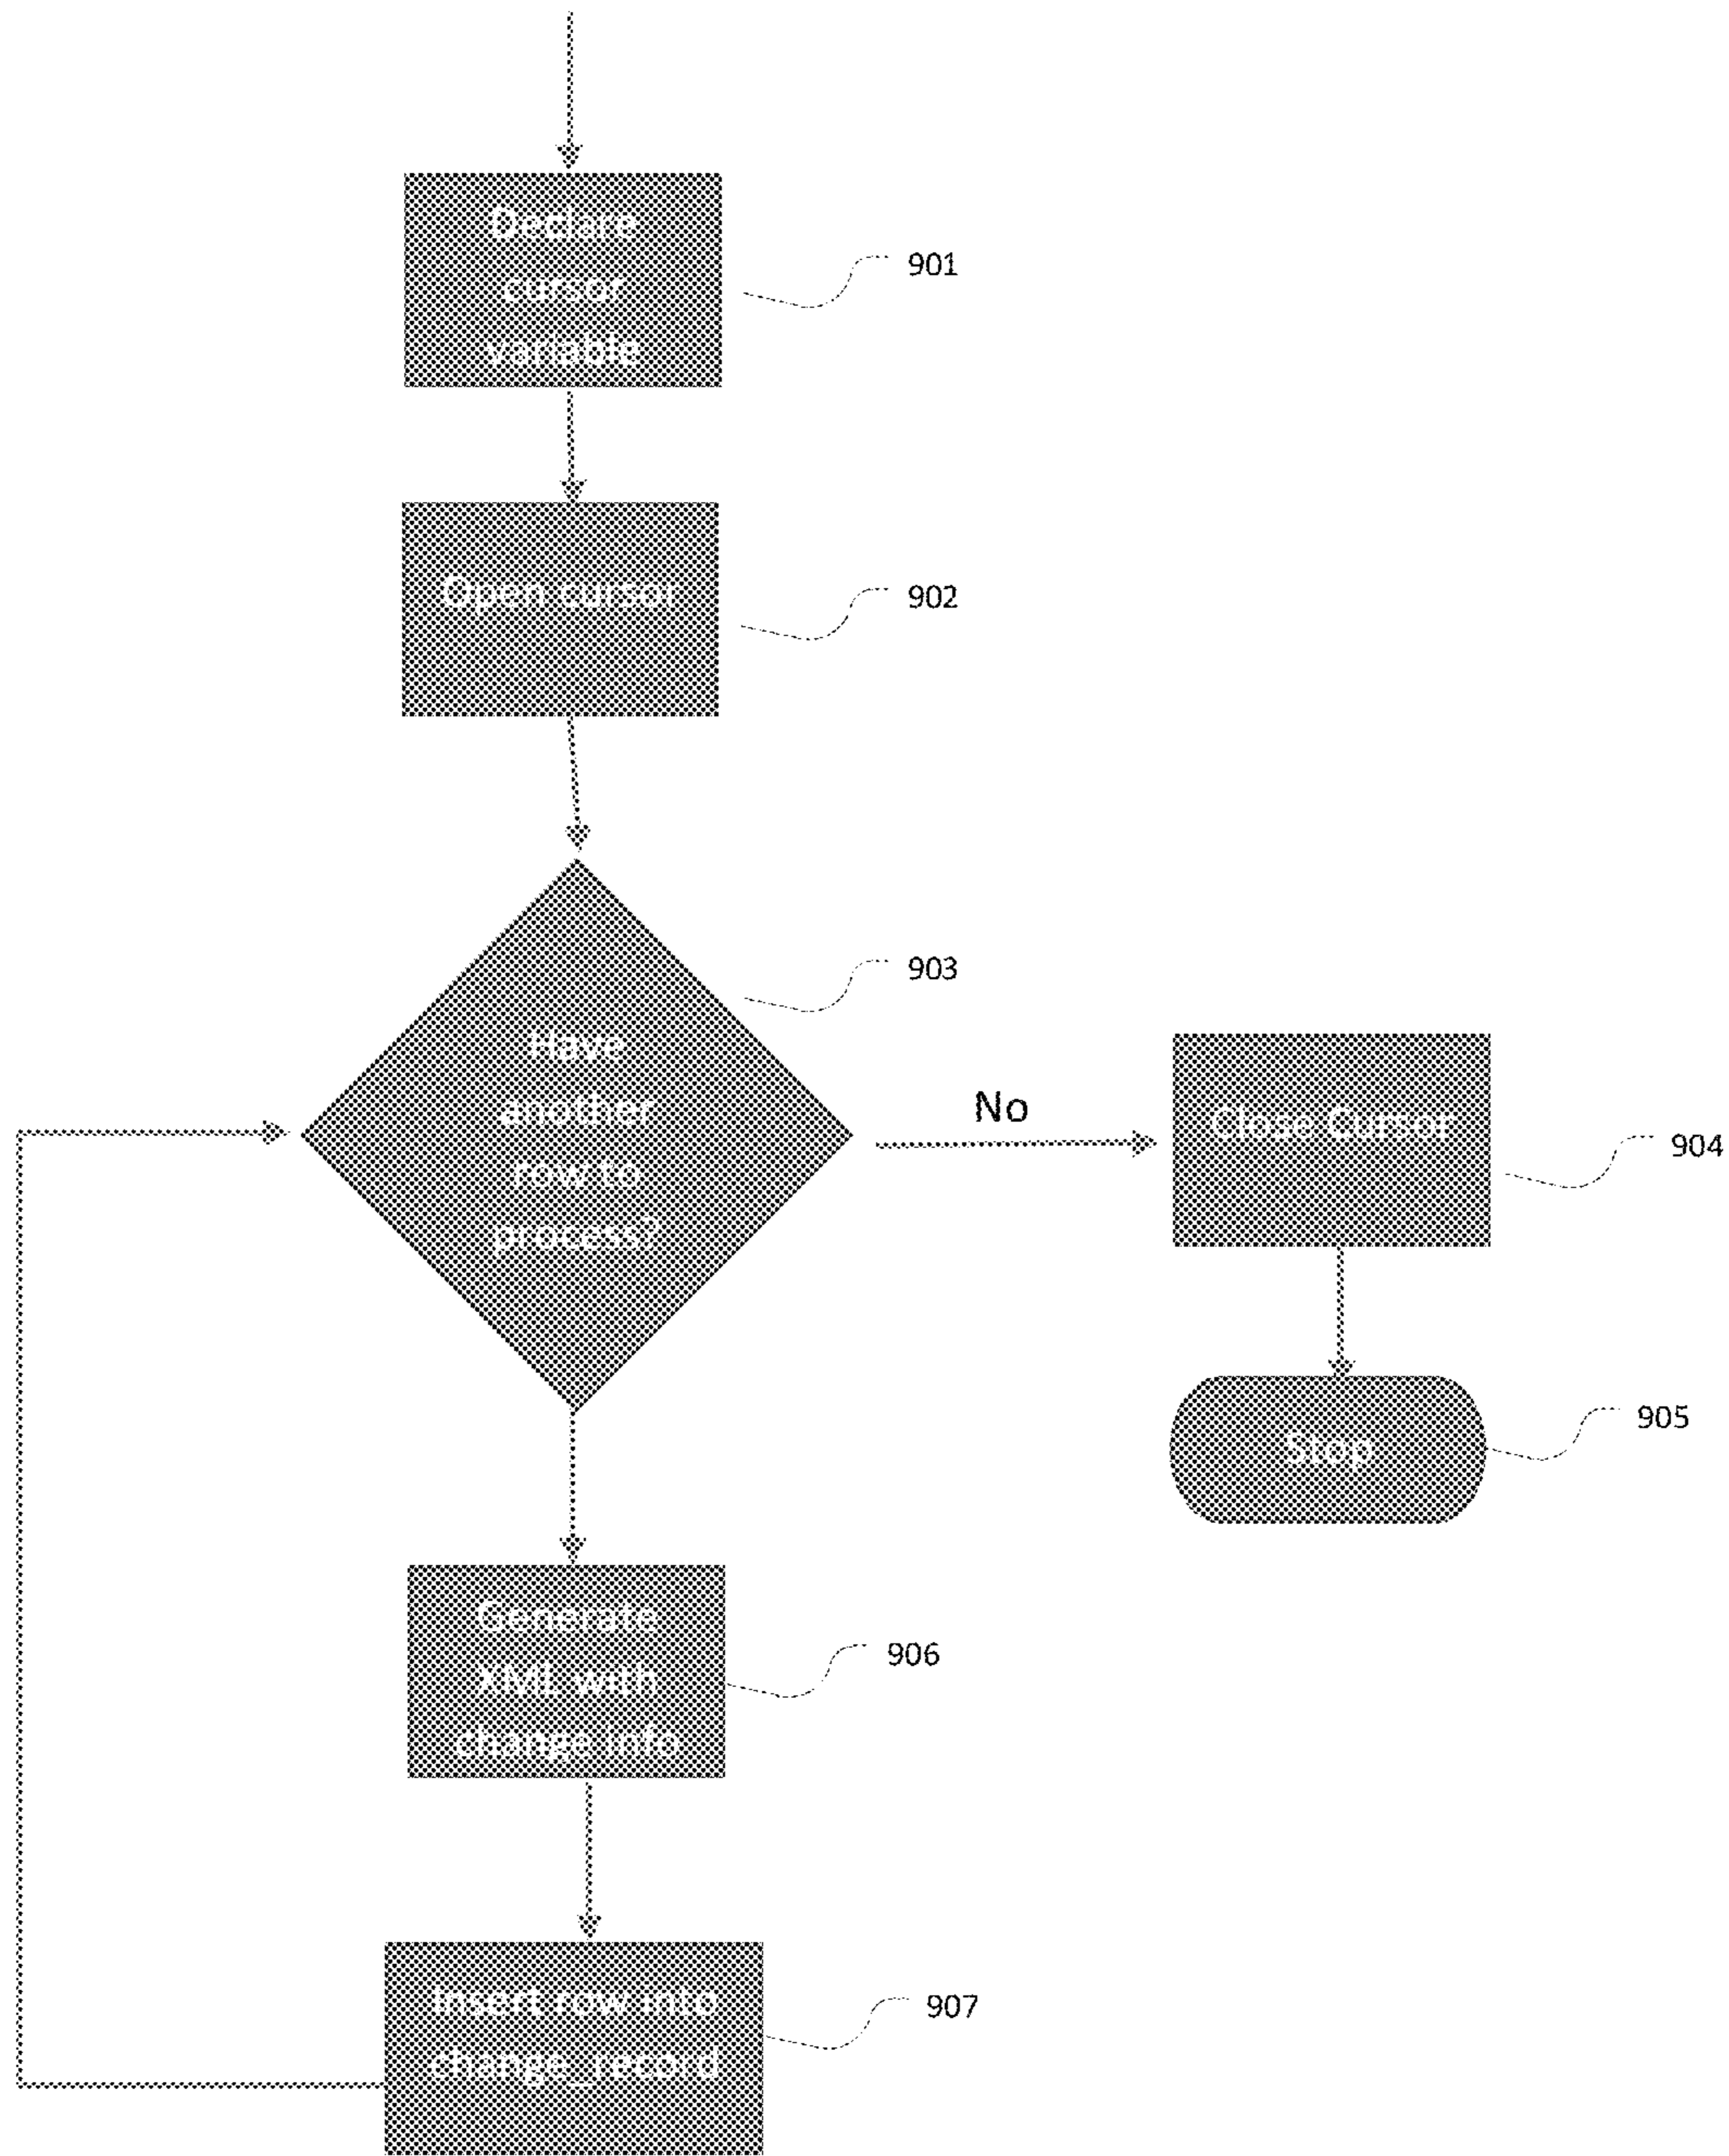 Declare
cursor
variable
901
Open cursor
902
903
Have
another
row to
process?
No
Close Cursor
904
Stop
905
Generate
XML with
change info
906
Insert row into
change_record
907